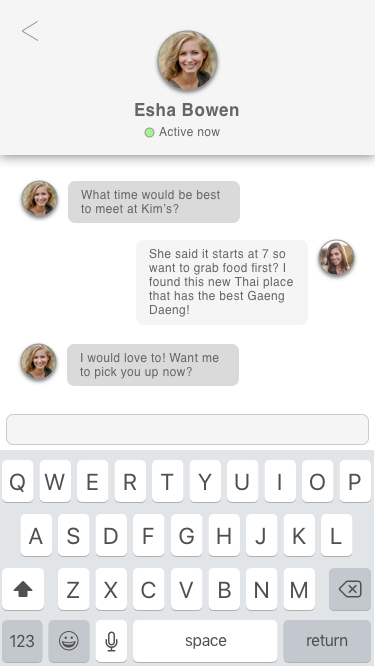 Esha Bowen
Active now
What time would be best
to meet at Kim's?
She said it starts at 7 so
want to grab food first? I
found this new Thai place
that has the best Gaeng
Daeng!
I would love to! Want me
to pick you up now?
Q W E R T Y U I O P
A S D F G H J K L
Z X C V B N M
123 space return